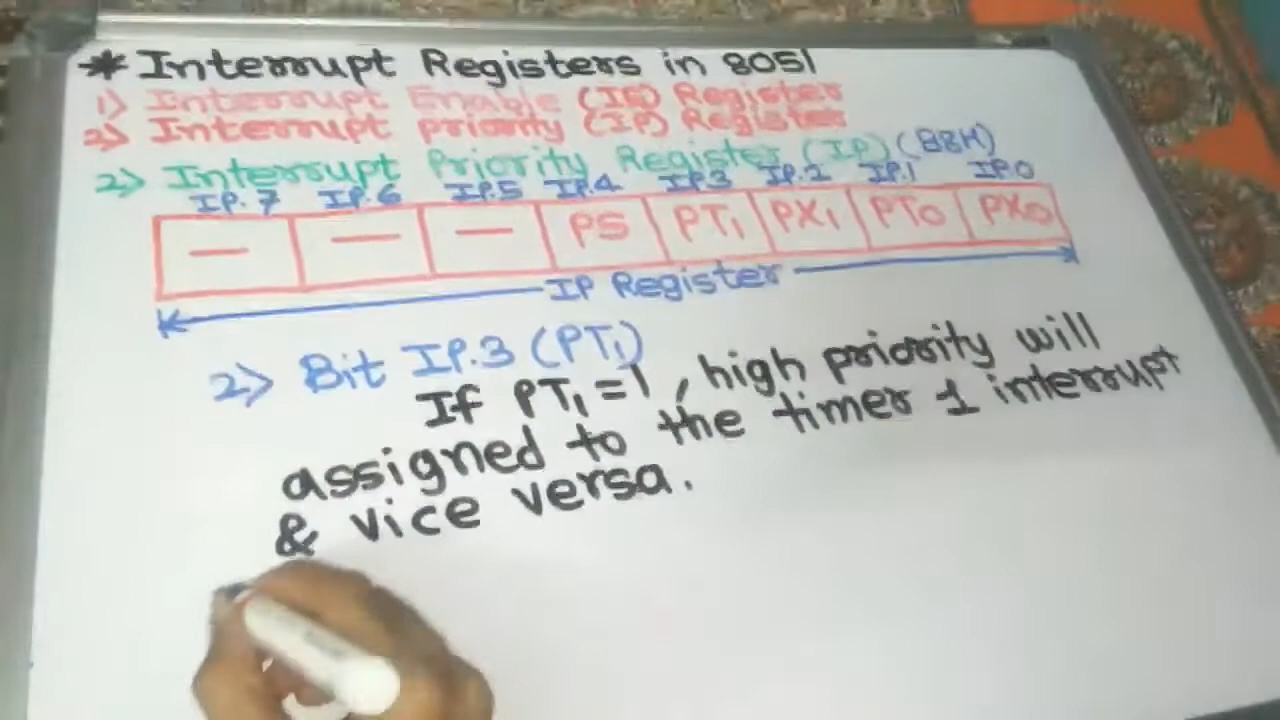 * Interrupt Registers in 8051
1) Interrupt Enable (IE) Register
2) Interrupt priority (IP) Register
2) Interrupt Priority Register (IP) (B8H)
IP.7 IP.6 IP.5 IP.4 IP.3 IP.2 IP.1 IP.0
— — — PS PT1 PX1 PT0 PX0
IP Register
2) Bit IP.3 (PT1)
If PT1 = 1, high priority will
assigned to the timer 1 interrupt
& vice versa.